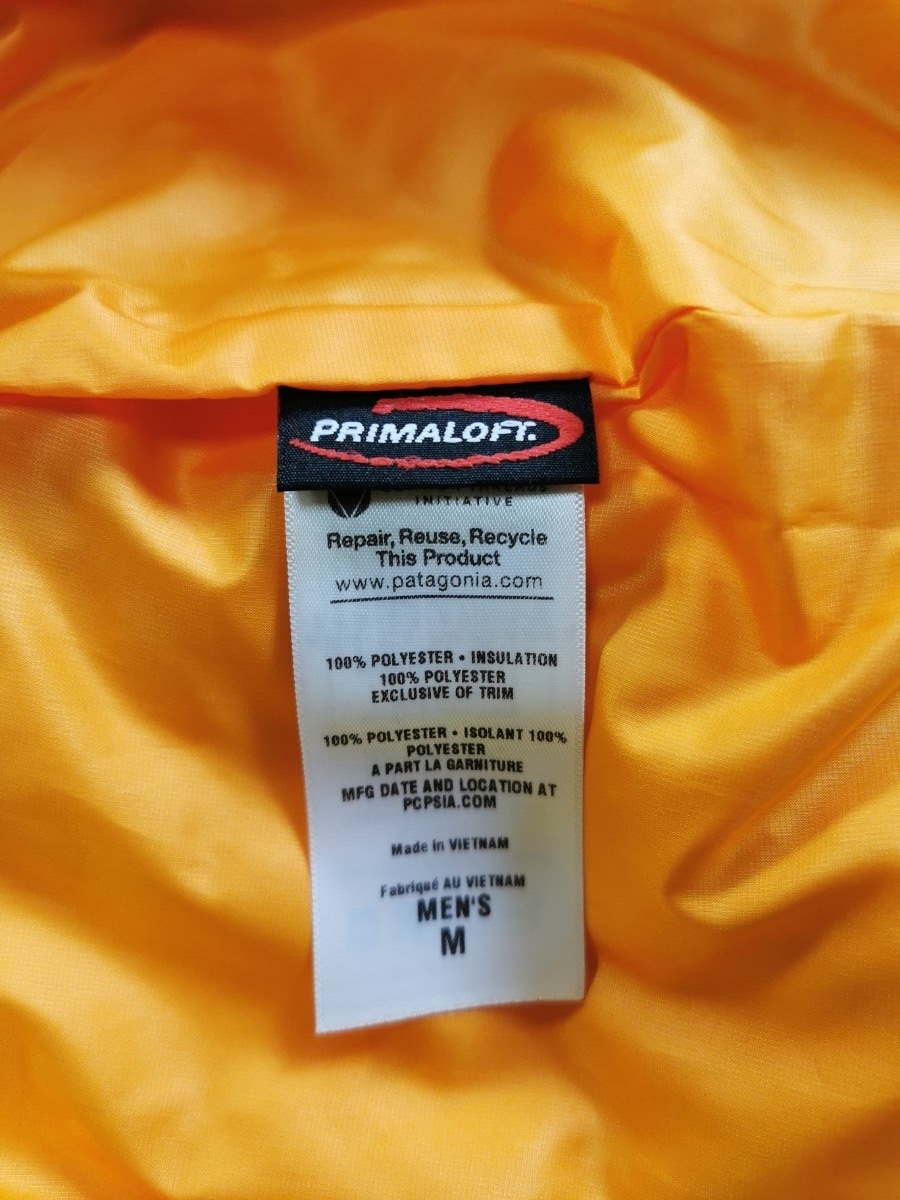 PRIMALOFT.
INITIATIVE
Repair, Reuse, Recycle
This Product
www.patagonia.com
100% POLYESTER • INSULATION
100% POLYESTER
EXCLUSIVE OF TRIM
100% POLYESTER • ISOLANT 100%
POLYESTER
A PART LA GARNITURE
MFG DATE AND LOCATION AT
PCPSIA.COM
Made in VIETNAM
Fabriqué AU VIETNAM
MEN'S
M